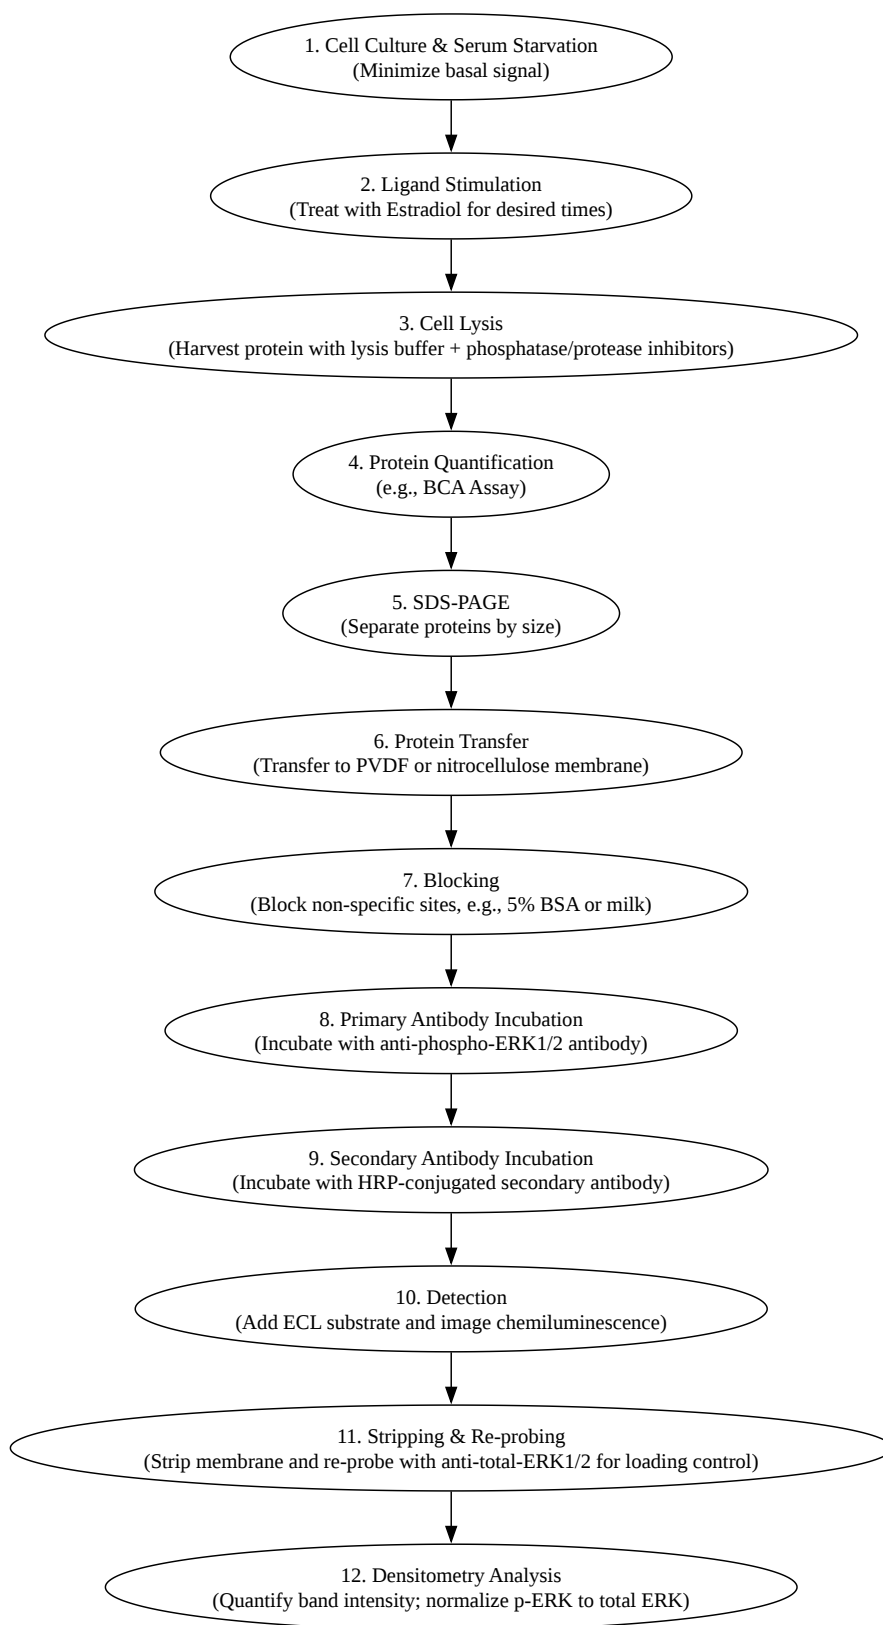 1. Cell Culture & Serum Starvation
(Minimize basal signal)
2. Ligand Stimulation
(Treat with Estradiol for desired times)
3. Cell Lysis
(Harvest protein with lysis buffer + phosphatase/protease inhibitors)
4. Protein Quantification
(e.g., BCA Assay)
5. SDS-PAGE
(Separate proteins by size)
6. Protein Transfer
(Transfer to PVDF or nitrocellulose membrane)
7. Blocking
(Block non-specific sites, e.g., 5% BSA or milk)
8. Primary Antibody Incubation
(Incubate with anti-phospho-ERK1/2 antibody)
9. Secondary Antibody Incubation
(Incubate with HRP-conjugated secondary antibody)
10. Detection
(Add ECL substrate and image chemiluminescence)
11. Stripping & Re-probing
(Strip membrane and re-probe with anti-total-ERK1/2 for loading control)
12. Densitometry Analysis
(Quantify band intensity; normalize p-ERK to total ERK)